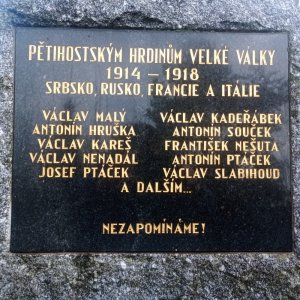 PĚTIHOSTSKÝM HRDINŮM VELKÉ VÁLKY
1914 – 1918
SRBSKO, RUSKO, FRANCIE A ITÁLIE
VÁCLAV MALÝ
ANTONÍN HRUŠKA
VÁCLAV KAREŠ
VÁCLAV NENADÁL
JOSEF PTÁČEK
VÁCLAV KADEŘÁBEK
ANTONÍN SOUČEK
FRANTIŠEK NEŠUTA
ANTONÍN PTÁČEK
VÁCLAV SLABIHOUD
A DALŠÍM...
NEZAPOMÍNÁME!